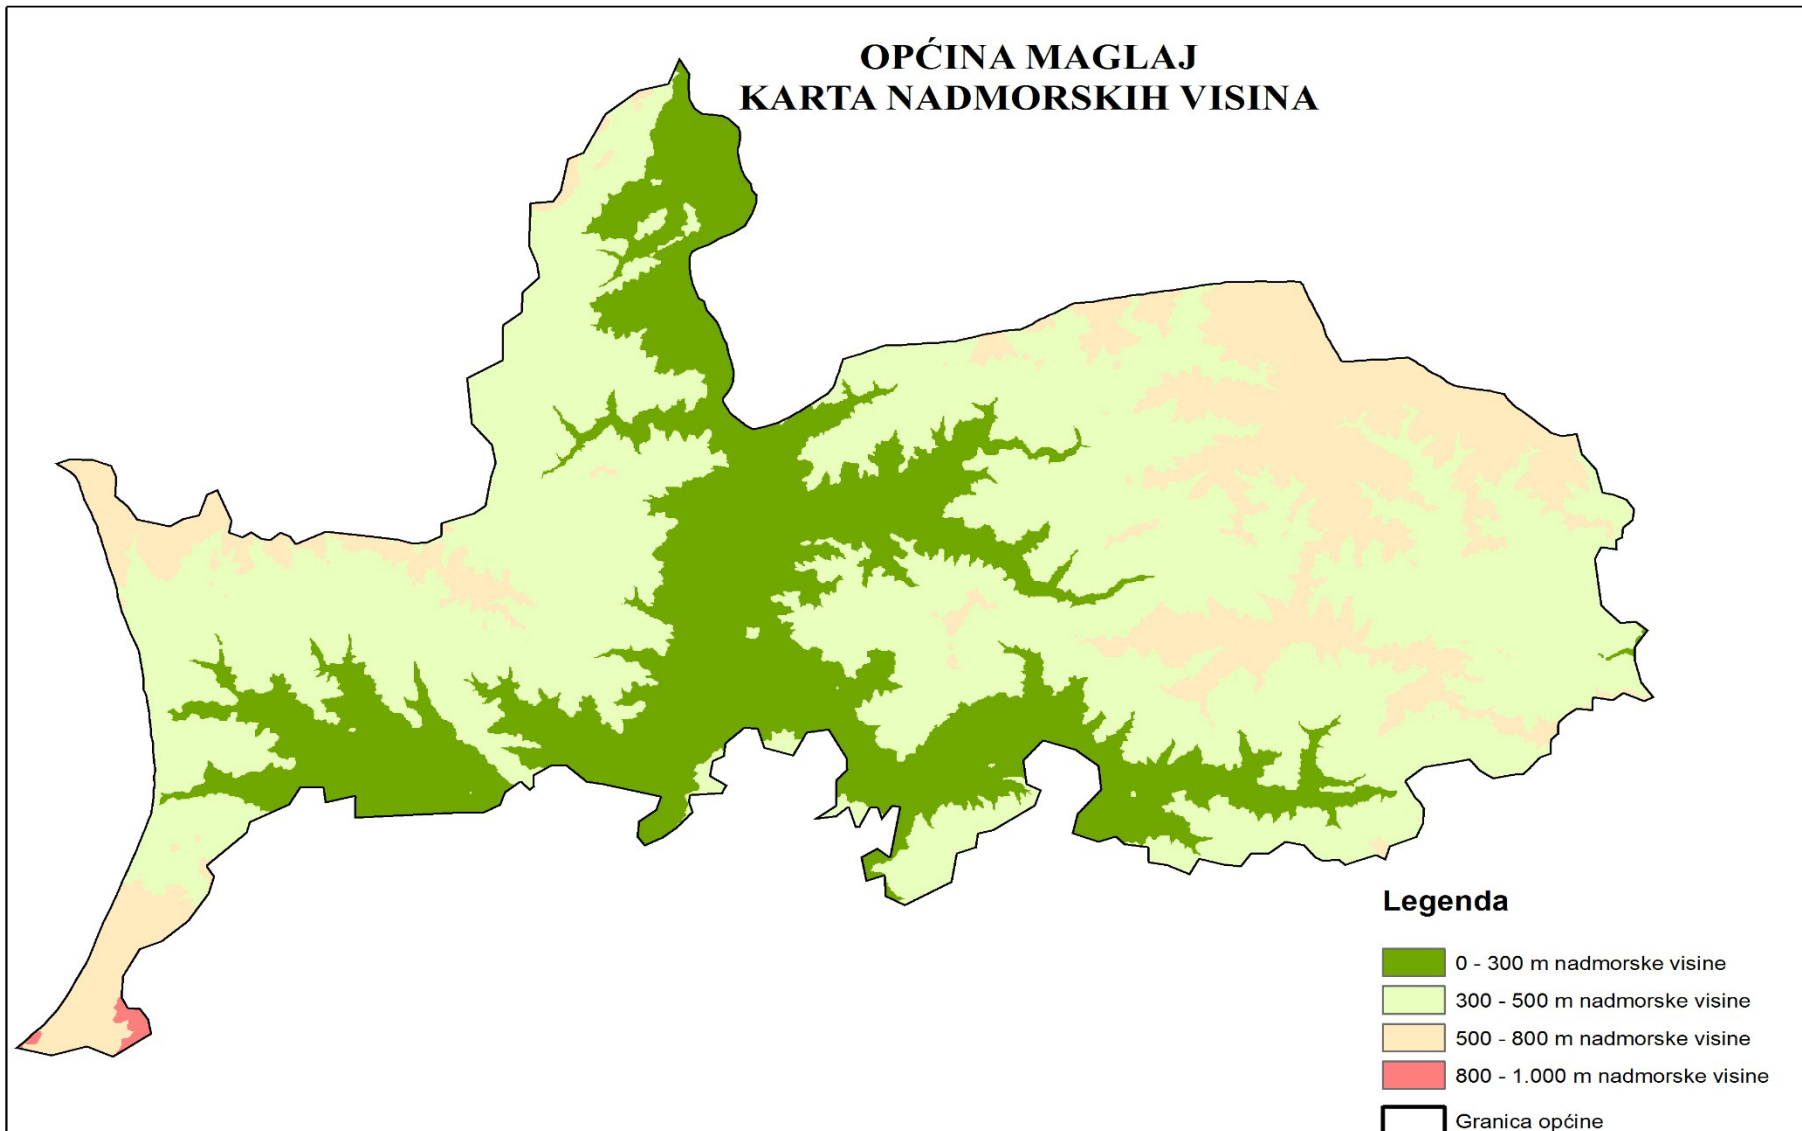 OPĆINA MAGLAJ
KARTA NADMORSKIH VISINA
Legenda
0 - 300 m nadmorske visine
300 - 500 m nadmorske visine
500 - 800 m nadmorske visine
800 - 1.000 m nadmorske visine
Granica općine